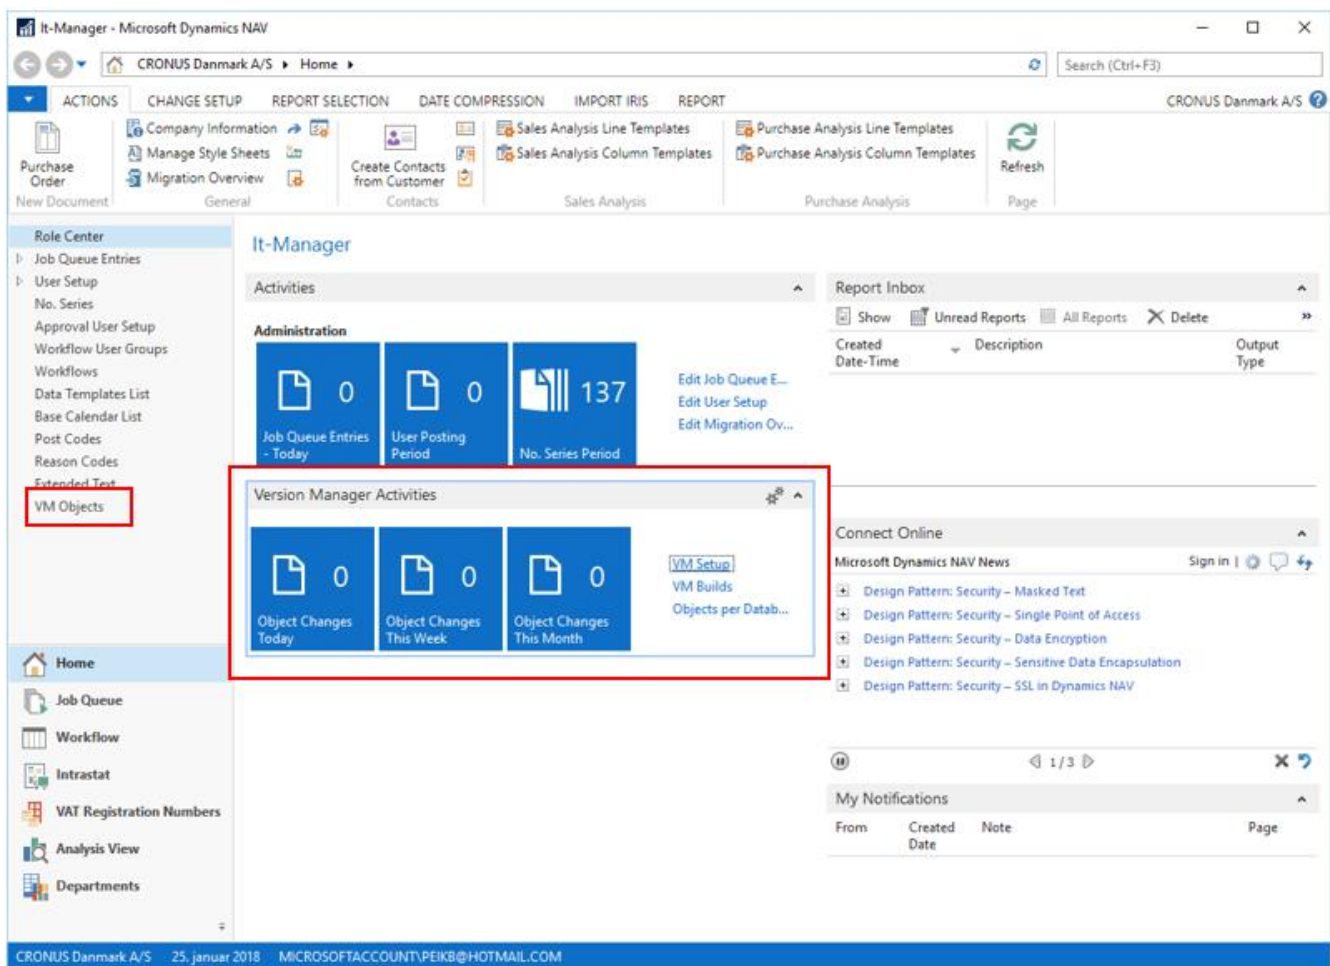 It-Manager - Microsoft Dynamics NAV
CRONUS Danmark A/S
Home
Search (Ctrl+F3)
ACTIONS
CHANGE SETUP
REPORT SELECTION
DATE COMPRESSION
IMPORT IRIS
REPORT
CRONUS Danmark A/S
Purchase
Order
New Document
Company Information
Manage Style Sheets
Migration Overview
General
Create Contacts
from Customer
Contacts
Sales Analysis Line Templates
Sales Analysis Column Templates
Sales Analysis
Purchase Analysis Line Templates
Purchase Analysis Column Templates
Purchase Analysis
Refresh
Page
Role Center
Job Queue Entries
User Setup
No. Series
Approval User Setup
Workflow User Groups
Workflows
Data Templates List
Base Calendar List
Post Codes
Reason Codes
Extended Text
VM Objects
Home
Job Queue
Workflow
Intrastat
VAT Registration Numbers
Analysis View
Departments
It-Manager
Activities
Administration
0
Job Queue Entries
- Today
0
User Posting
Period
137
No. Series Period
Edit Job Queue E...
Edit User Setup
Edit Migration Ov...
Version Manager Activities
0
Object Changes
Today
0
Object Changes
This Week
0
Object Changes
This Month
VM Setup
VM Builds
Objects per Datab...
Report Inbox
Show
Unread Reports
All Reports
Delete
Created
Date-Time
Description
Output
Type
Connect Online
Microsoft Dynamics NAV News
Sign in |
Design Pattern: Security – Masked Text
Design Pattern: Security – Single Point of Access
Design Pattern: Security – Data Encryption
Design Pattern: Security – Sensitive Data Encapsulation
Design Pattern: Security – SSL in Dynamics NAV
1/3
My Notifications
From
Created
Date
Note
Page
CRONUS Danmark A/S
25. januar 2018
MICROSOFTACCOUNT\PEIKB@HOTMAIL.COM